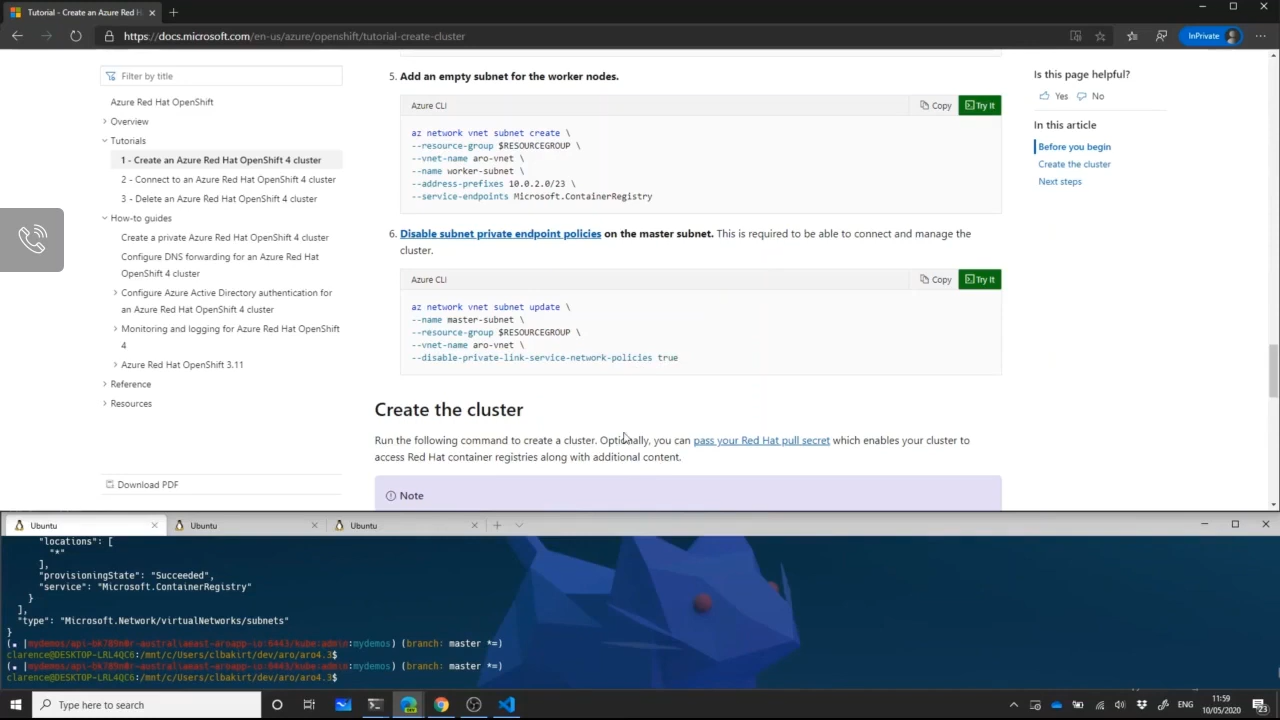 Tutorial - Create an Azure Red H
https://docs.microsoft.com/en-us/azure/openshift/tutorial-create-cluster
InPrivate
Filter by title
Azure Red Hat OpenShift
Overview
Tutorials
1 - Create an Azure Red Hat OpenShift 4 cluster
2 - Connect to an Azure Red Hat OpenShift 4 cluster
3 - Delete an Azure Red Hat OpenShift 4 cluster
How-to guides
Create a private Azure Red Hat OpenShift 4 cluster
Configure DNS forwarding for an Azure Red Hat
OpenShift 4 cluster
Configure Azure Active Directory authentication for
an Azure Red Hat OpenShift 4 cluster
Monitoring and logging for Azure Red Hat OpenShift
4
Azure Red Hat OpenShift 3.11
Reference
Resources
Download PDF
5. Add an empty subnet for the worker nodes.
Azure CLI
Copy
Try It
az network vnet subnet create \
--resource-group $RESOURCEGROUP \
--vnet-name aro-vnet \
--name worker-subnet \
--address-prefixes 10.0.2.0/23 \
--service-endpoints Microsoft.ContainerRegistry
6. Disable subnet private endpoint policies on the master subnet. This is required to be able to connect and manage the
cluster.
Azure CLI
Copy
Try It
az network vnet subnet update \
--name master-subnet \
--resource-group $RESOURCEGROUP \
--vnet-name aro-vnet \
--disable-private-link-service-network-policies true
Create the cluster
Run the following command to create a cluster. Optionally, you can pass your Red Hat pull secret which enables your cluster to
access Red Hat container registries along with additional content.
Note
Is this page helpful?
Yes
No
In this article
Before you begin
Create the cluster
Next steps
Ubuntu
Ubuntu
Ubuntu
"locations": [
"*"
],
"provisioningState": "Succeeded",
"service": "Microsoft.ContainerRegistry"
}
],
"type": "Microsoft.Network/virtualNetworks/subnets"
}
:mydemos) (branch: master *=)
clarence@DESKTOP-LRL4QC6:/mnt/c/Users/clbakirt/dev/aro/aro4.3$
:mydemos) (branch: master *=)
clarence@DESKTOP-LRL4QC6:/mnt/c/Users/clbakirt/dev/aro/aro4.3$
Type here to search
ENG
11:59
10/05/2020
23